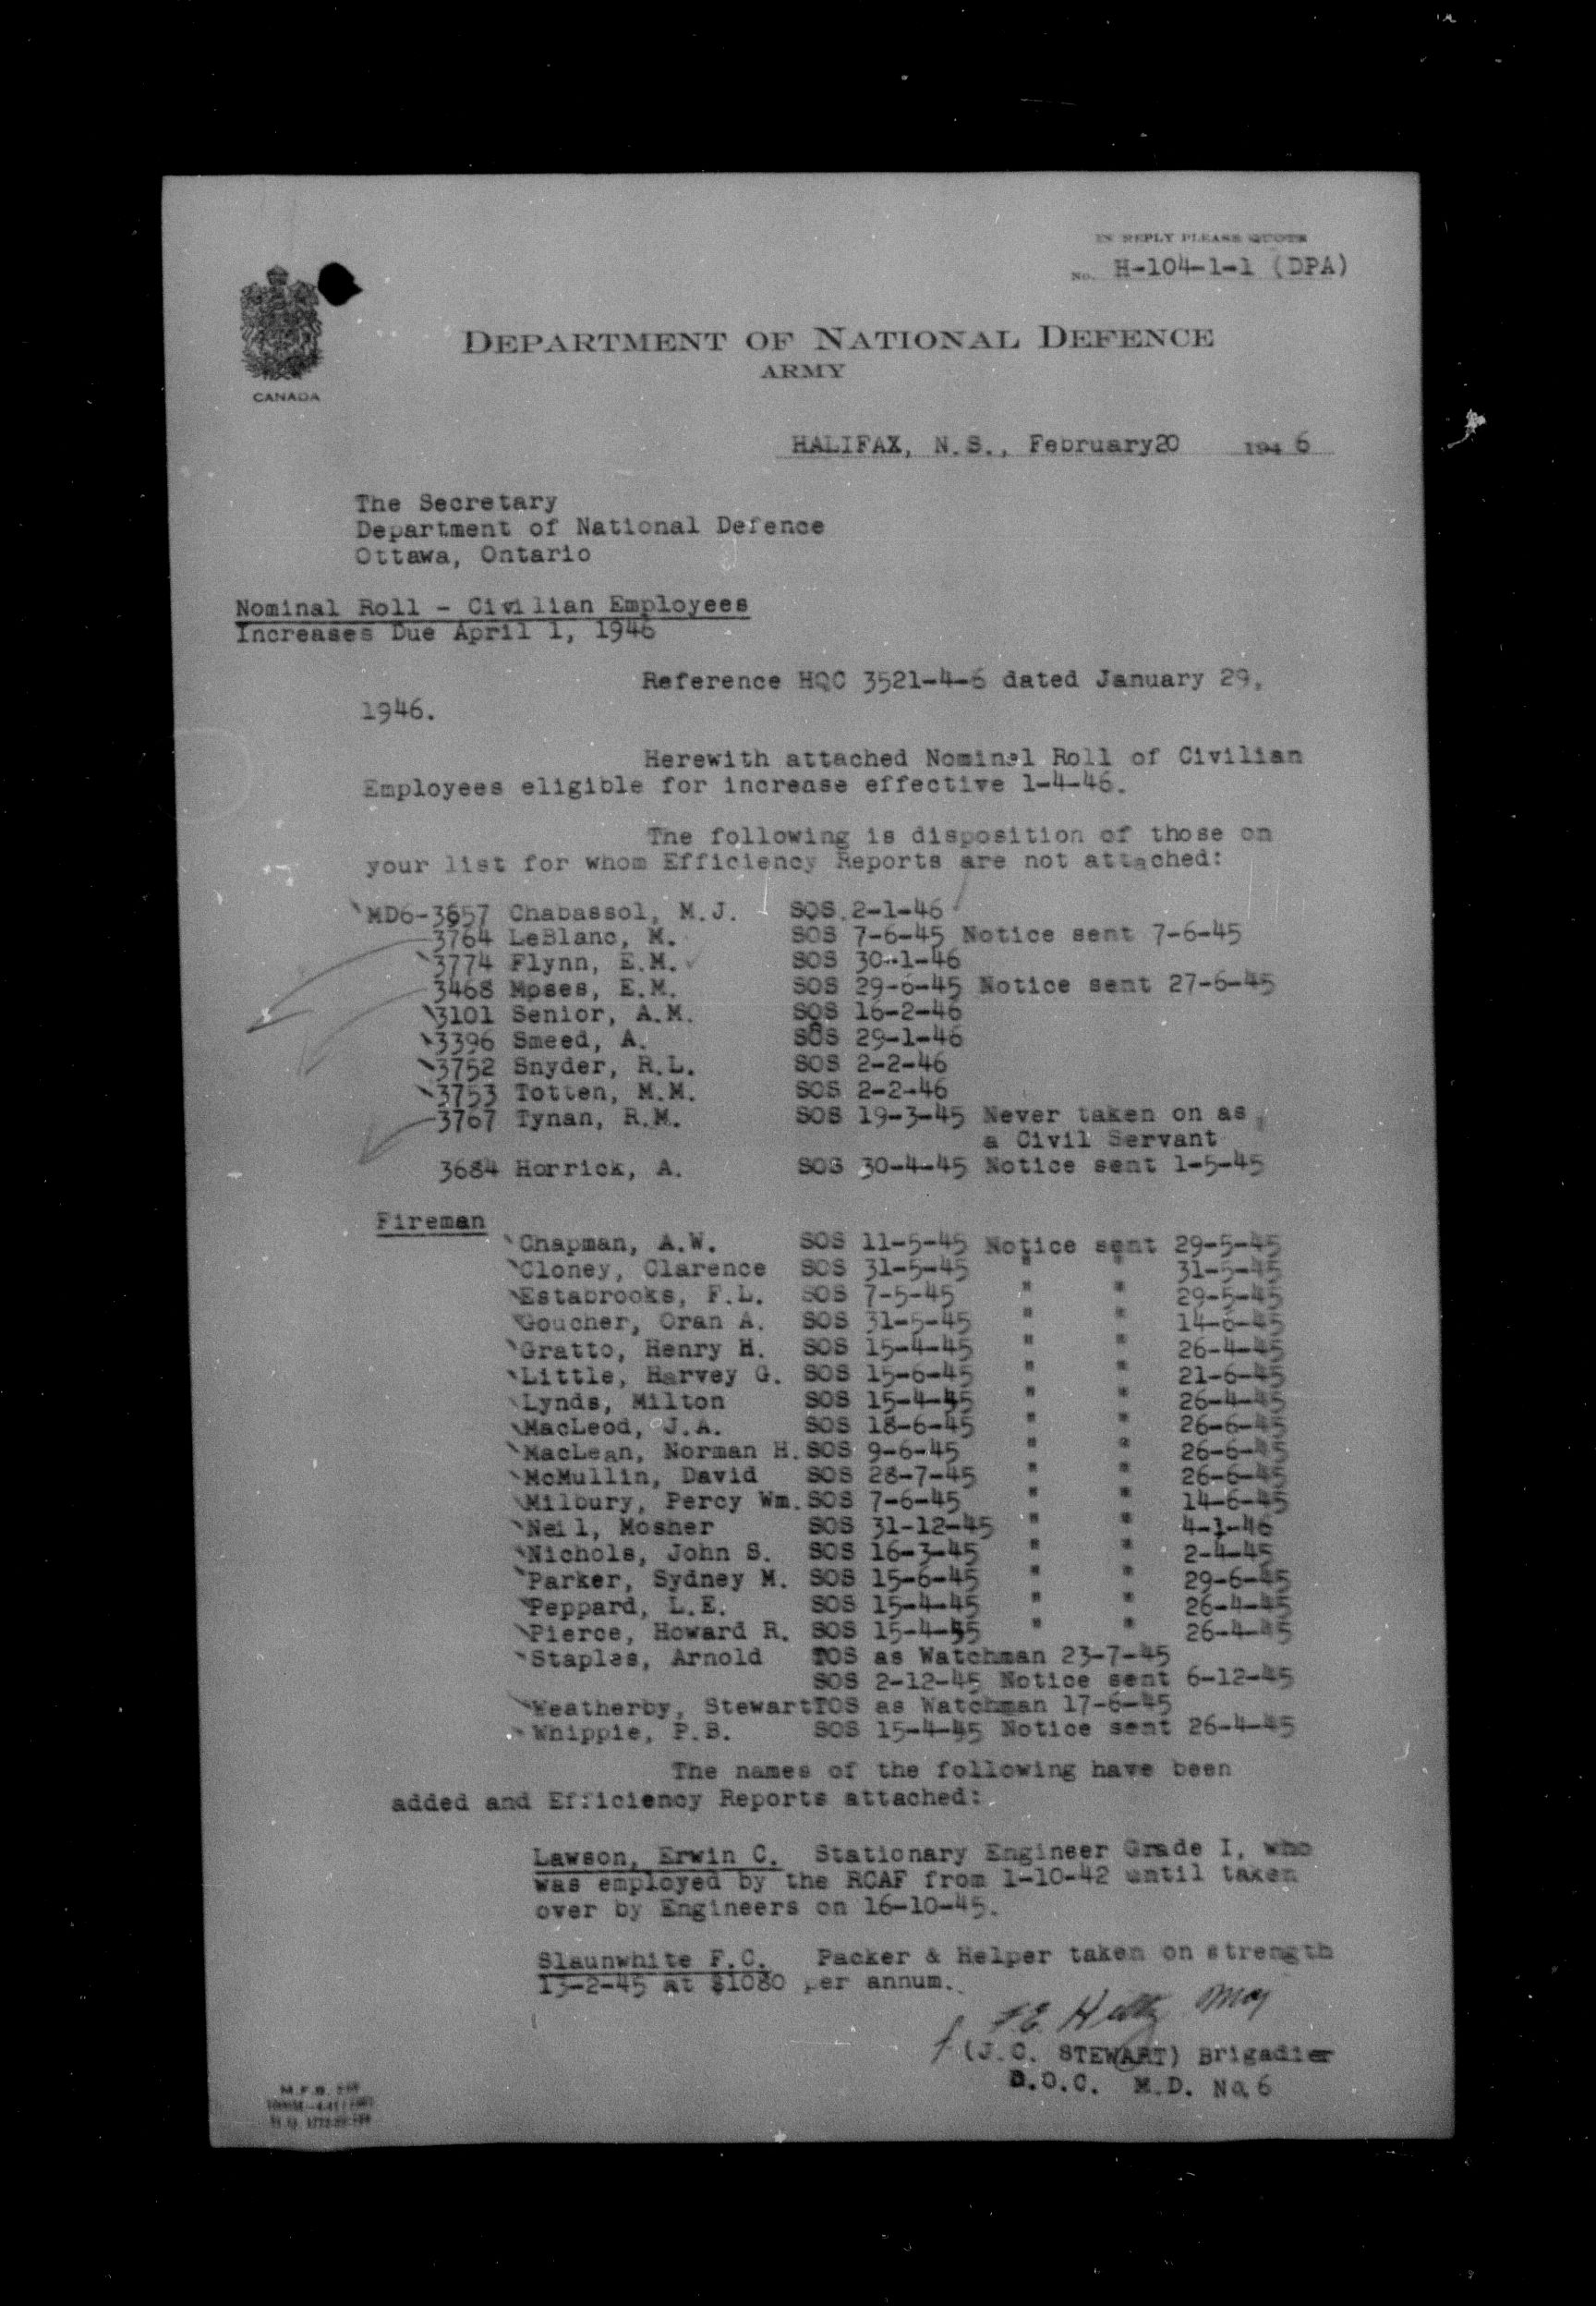 IN REPLY PLEASE QUOTE
No. H-104-1-1 (DPA)
CANADA
DEPARTMENT OF NATIONAL DEFENCE
ARMY
HALIFAX, N.S., February20 1946
The Secretary
Department of National Defence
Ottawa, Ontario
Nominal Roll - Civilian Employees
Increases Due April 1, 1946
Reference HQC 3521-4-6 dated January 29,
1946.
Herewith attached Nominal Roll of Civilian
Employees eligible for increase effective 1-4-46.
The following is disposition of those on
your list for whom Efficiency Reports are not attached:
MD6-3657 Chabassol, M.J. SOS 2-1-46
3764 LeBlanc, M. SOS 7-6-45 Notice sent 7-6-45
3774 Flynn, E.M. SOS 30-1-46
3468 Moses, E.M. SOS 29-6-45 Notice sent 27-6-45
3101 Senior, A.M. SOS 16-2-46
3396 Smeed, A. SOS 29-1-46
3752 Snyder, R.L. SOS 2-2-46
3753 Totten, M.M. SOS 2-2-46
3767 Tynan, R.M. SOS 19-3-45 Never taken on as
a Civil Servant
3684 Horrick, A. SOS 30-4-45 Notice sent 1-5-45
Fireman
Chapman, A.W. SOS 11-5-45 Notice sent 29-5-45
Cloney, Clarence SOS 31-5-45 " " 31-5-45
Estabrooks, F.L. SOS 7-5-45 " " 29-5-45
Goucher, Oran A. SOS 31-5-45 " " 14-6-45
Gratto, Henry H. SOS 15-4-45 " " 26-4-45
Little, Harvey G. SOS 15-6-45 " " 21-6-45
Lynds, Milton SOS 15-4-45 " " 26-4-45
MacLeod, J.A. SOS 18-6-45 " " 26-6-45
MacLean, Norman H. SOS 9-6-45 " " 26-6-45
McMullin, David SOS 28-7-45 " " 26-6-45
Milbury, Percy Wm. SOS 7-6-45 " " 14-6-45
Neil, Mosher SOS 31-12-45 " " 4-1-46
Nichols, John S. SOS 16-3-45 " " 2-4-45
Parker, Sydney M. SOS 15-6-45 " " 29-6-45
Peppard, L.E. SOS 15-4-45 " " 26-4-45
Pierce, Howard R. SOS 15-4-45 " " 26-4-45
Staples, Arnold TOS as Watchman 23-7-45
SOS 2-12-45 Notice sent 6-12-45
Weatherby, Stewart TOS as Watchman 17-6-45
Whippie, P.B. SOS 15-4-45 Notice sent 26-4-45
The names of the following have been
added and Efficiency Reports attached:
Lawson, Erwin C. Stationary Engineer Grade I, who
was employed by the RCAF from 1-10-42 until taken
over by Engineers on 16-10-45.
Slaunwhite F.C. Packer & Helper taken on strength
13-2-45 at $1080 per annum.
Maj
(J.C. STEWART) Brigadier
D.O.C. M.D. No. 6
M.F.B.